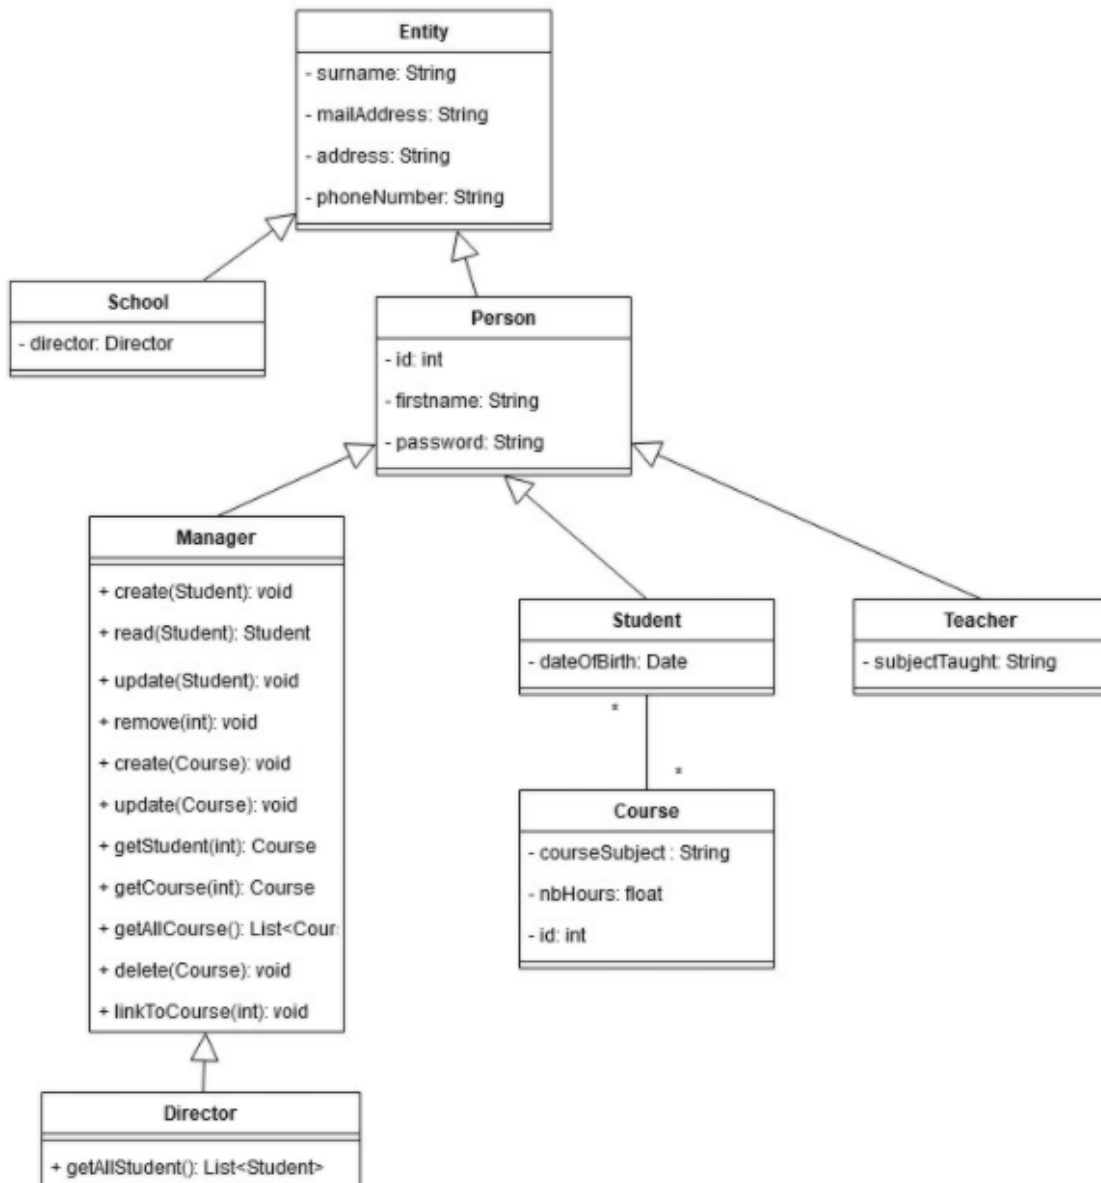 Entity
- surname: String
- mailAddress: String
- address: String
- phoneNumber: String
School
- director: Director
Person
- id: int
- firstname: String
- password: String
Manager
+ create(Student): void
+ read(Student): Student
+ update(Student): void
+ remove(int): void
+ create(Course): void
+ update(Course): void
+ getStudent(int): Course
+ getCourse(int): Course
+ getAllCourse(): List<Cour
+ delete(Course): void
+ linkToCourse(int): void
Student
- dateOfBirth: Date
Teacher
- subjectTaught: String
*
*
Course
- courseSubject : String
- nbHours: float
- id: int
Director
+ getAllStudent(): List<Student>